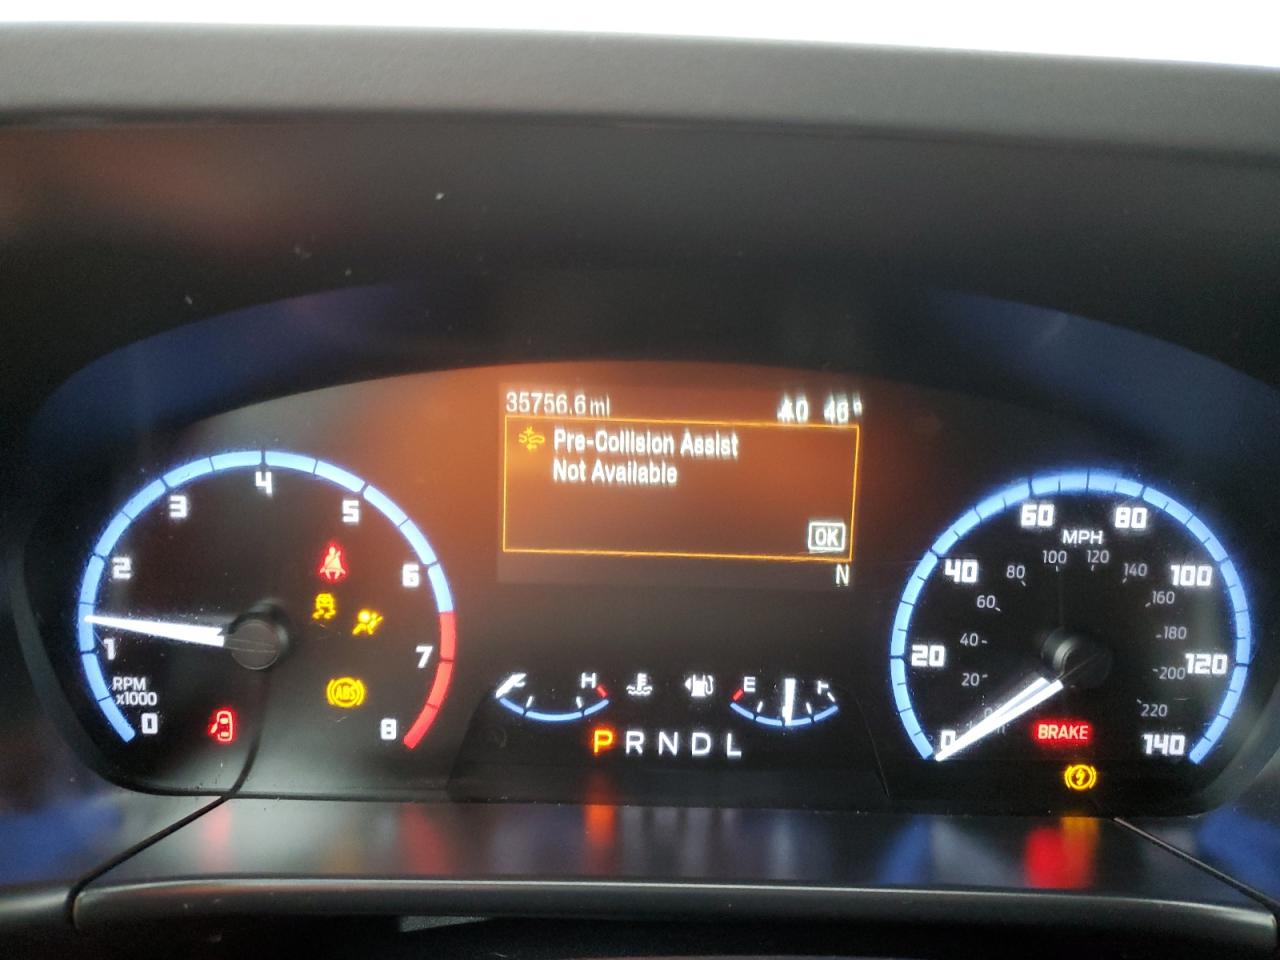 35756.6 mi
Pre-Collision Assist
Not Available
OK
N
0
1
2
3
4
5
6
7
8
RPM
x1000
ABS
C H
E F
P R N D L
0
20
40
60
80
100
120
140
MPH
20
40
60
80
100
120
140
160
180
200
220
BRAKE